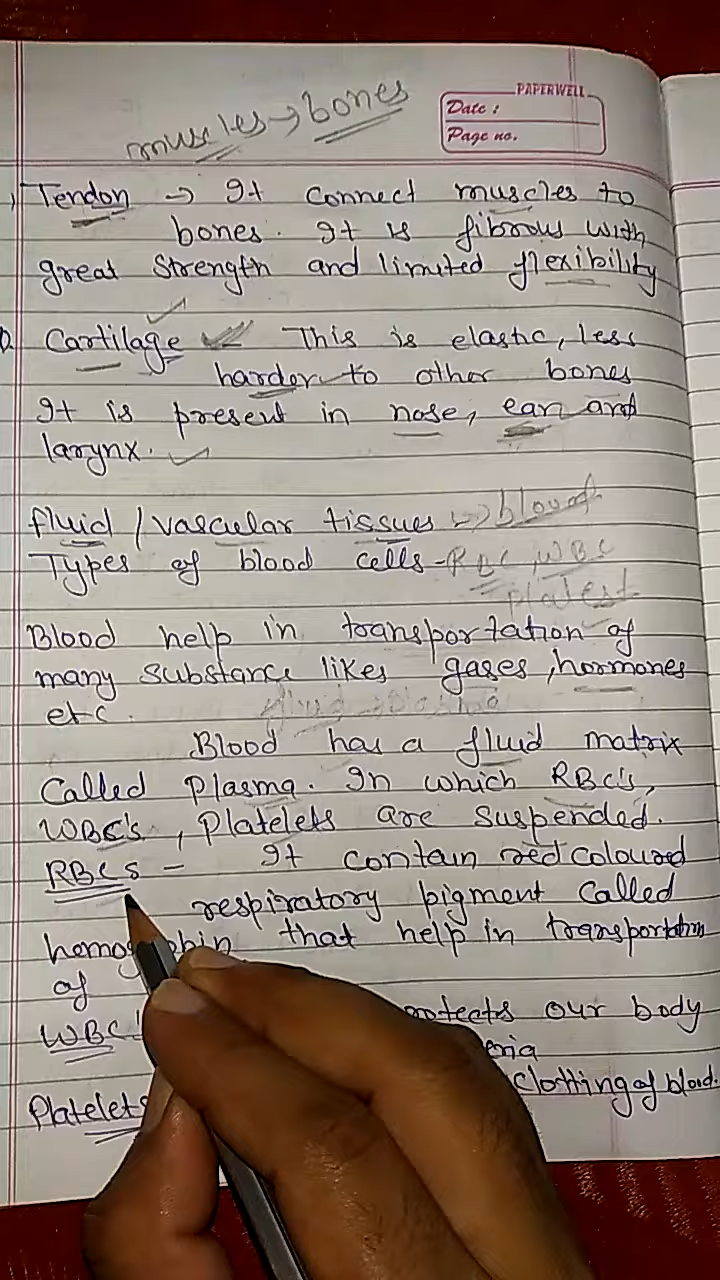 muscles → bones
PAPERWELL
Date :
Page no.
Tendon → It connect muscles to
bones. It is fibrous with
great strength and limited flexibility
Cartilage This is elastic, less
harder to other bones
It is present in nose, ear and
larynx.
fluid / vascular tissues → blood
Types of blood cells - RBC, WBC
platest
Blood help in transportation of
many substance likes gases, hormones
etc. fluid → plasma
Blood has a fluid matrix
called plasma. In which RBC's,
WBC's, Platelets are suspended.
RBCs - It contain red coloured
respiratory pigment called
that help in transportation
of
WBC' our body
Platelets clotting of blood.